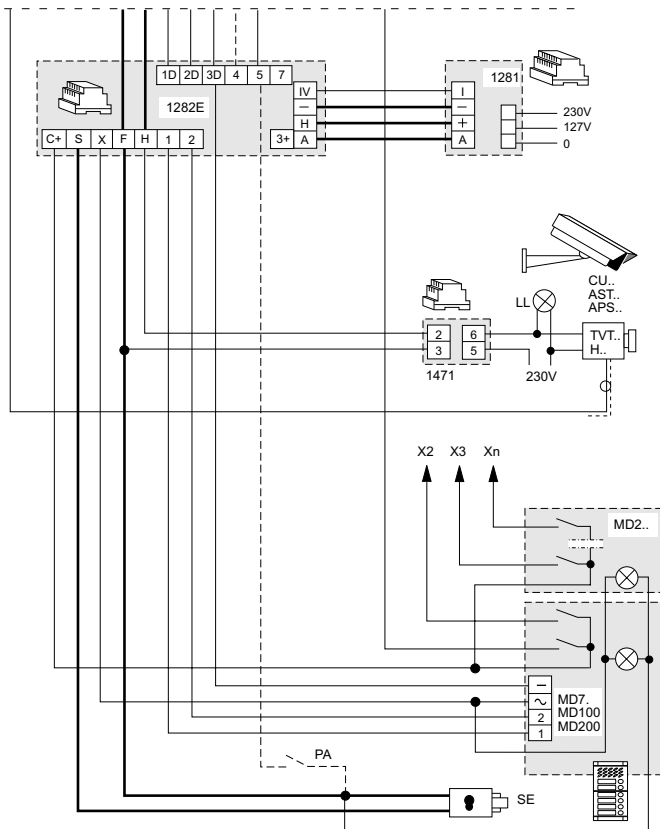 1D 2D 3D 4 5 7
1282E
IV
–
H
3+ A
C+ S X F H 1 2
1281
I
–
+
A
230V
127V
0
CU..
AST..
APS..
LL
2 6
3 5
1471
230V
TVT..
H..
X2 X3 Xn
MD2..
–
~
2
1
MD7.
MD100
MD200
PA
SE